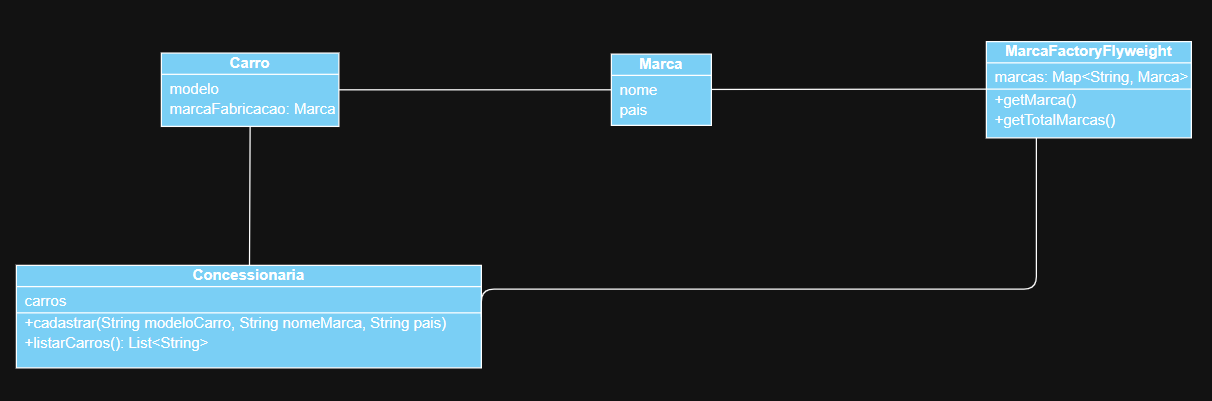 Carro
modelo
marcaFabricacao: Marca
Marca
nome
pais
MarcaFactoryFlyweight
marcas: Map<String, Marca>
+getMarca()
+getTotalMarcas()
Concessionaria
carros
+cadastrar(String modeloCarro, String nomeMarca, String pais)
+listarCarros(): List<String>